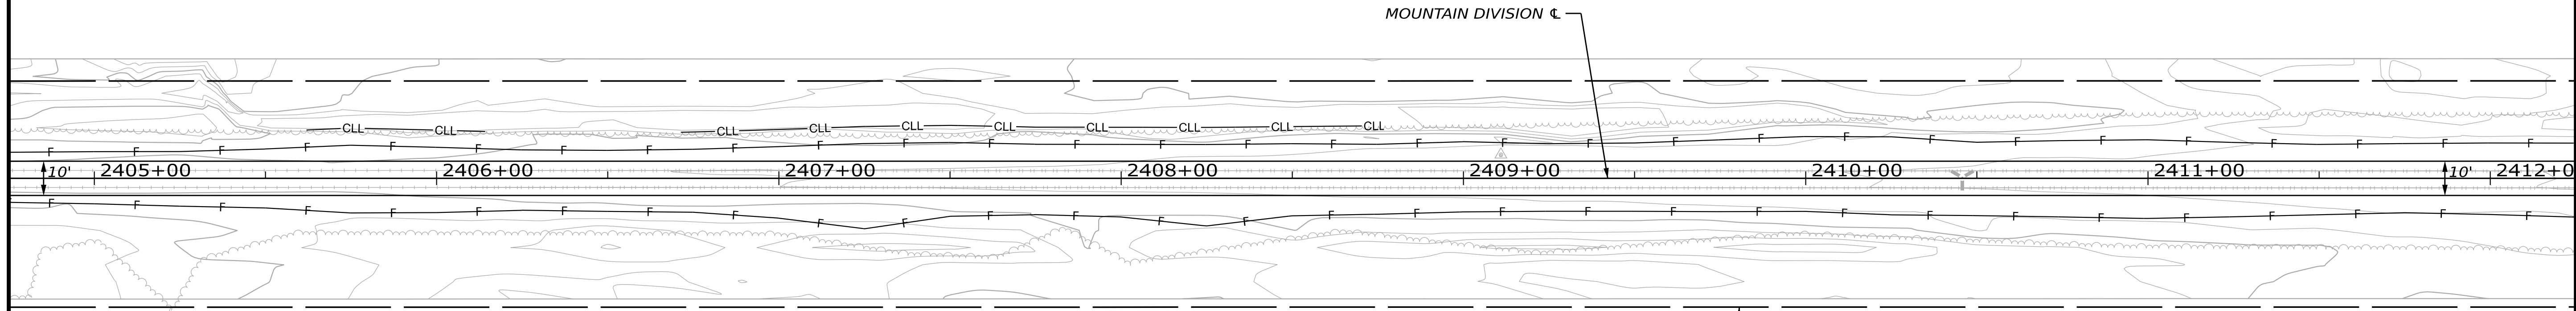 MOUNTAIN DIVISION ℄
CLL CLL CLL CLL CLL CLL CLL CLL CLL CLL
F F F F F F F F F F F F F F F F F F F F F F F F F F F F F F
10' 2405+00 2406+00 2407+00 2408+00 2409+00 2410+00 2411+00 10' 2412+0
F F F F F F F F F F F F F F F F F F F F F F F F F F F F F F